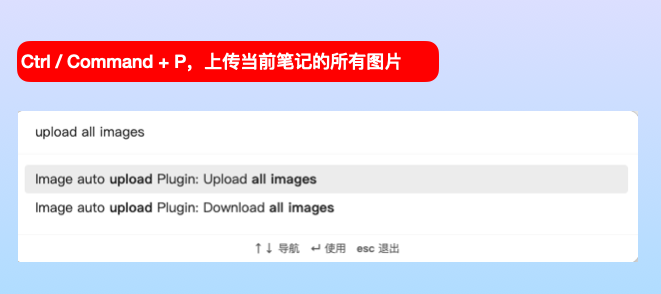 Ctrl / Command + P，上传当前笔记的所有图片
upload all images
Image auto upload Plugin: Upload all images
Image auto upload Plugin: Download all images
↑↓ 导航 ↵ 使用 esc 退出